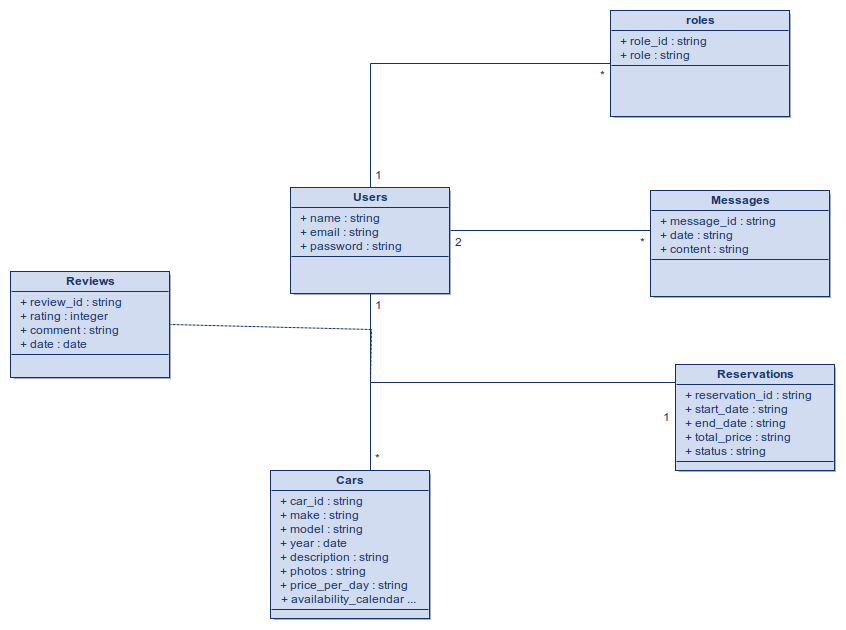 roles
+ role_id : string
+ role : string
*
1
Users
+ name : string
+ email : string
+ password : string
2
*
1
Messages
+ message_id : string
+ date : string
+ content : string
Reviews
+ review_id : string
+ rating : integer
+ comment : string
+ date : date
Reservations
+ reservation_id : string
+ start_date : string
+ end_date : string
+ total_price : string
+ status : string
1
*
Cars
+ car_id : string
+ make : string
+ model : string
+ year : date
+ description : string
+ photos : string
+ price_per_day : string
+ availability_calendar ...